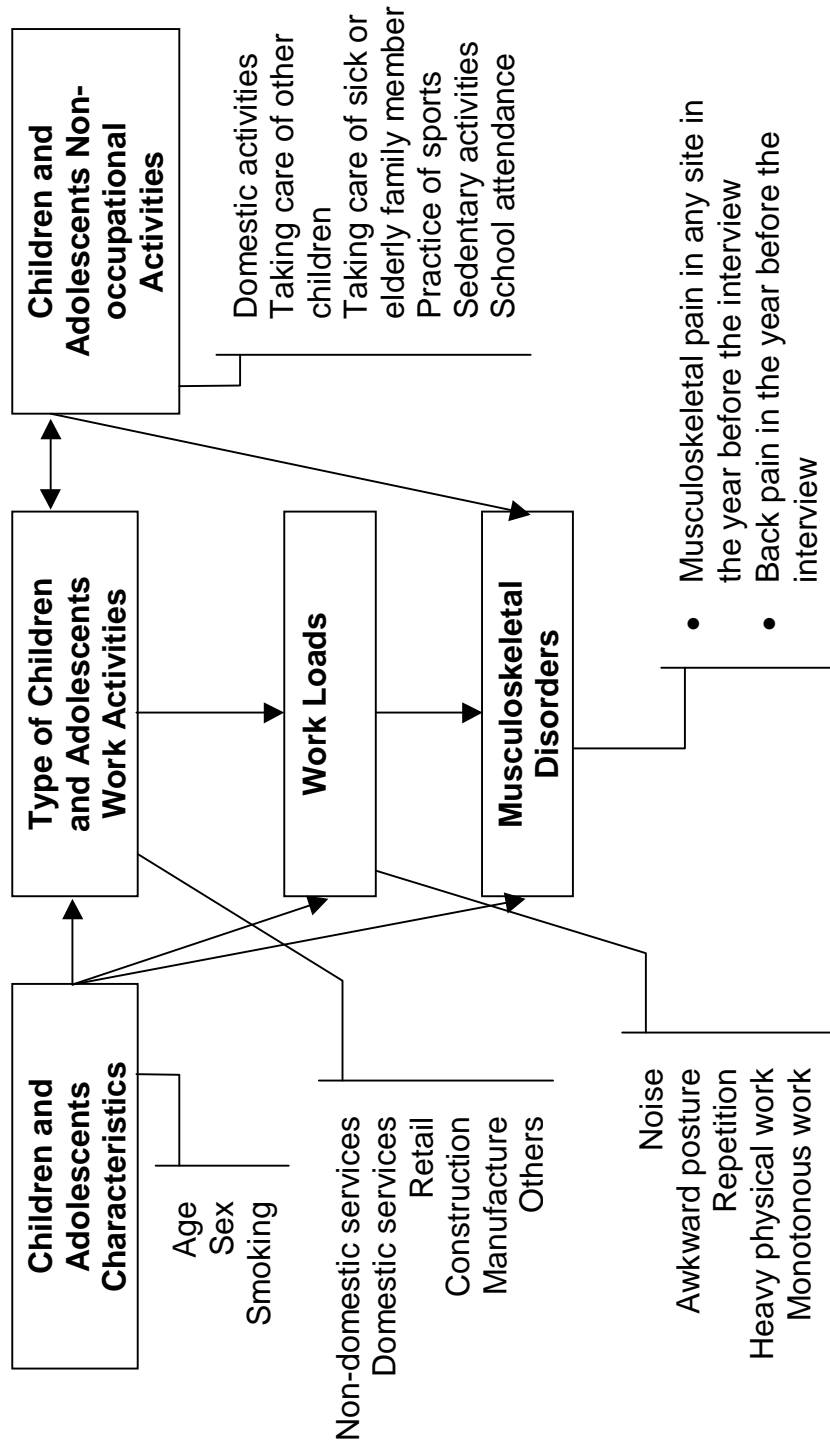 Children and
Adolescents
Characteristics
Age
Sex
Smoking
Type of Children
and Adolescents
Work Activities
Non-domestic services
Domestic services
Retail
Construction
Manufacture
Others
Children and
Adolescents Non-
occupational
Activities
Domestic activities
Taking care of other
children
Taking care of sick or
elderly family member
Practice of sports
Sedentary activities
School attendance
Work Loads
Noise
Awkward posture
Repetition
Heavy physical work
Monotonous work
Musculoskeletal
Disorders
• Musculoskeletal pain in any site in
the year before the interview
• Back pain in the year before the
interview